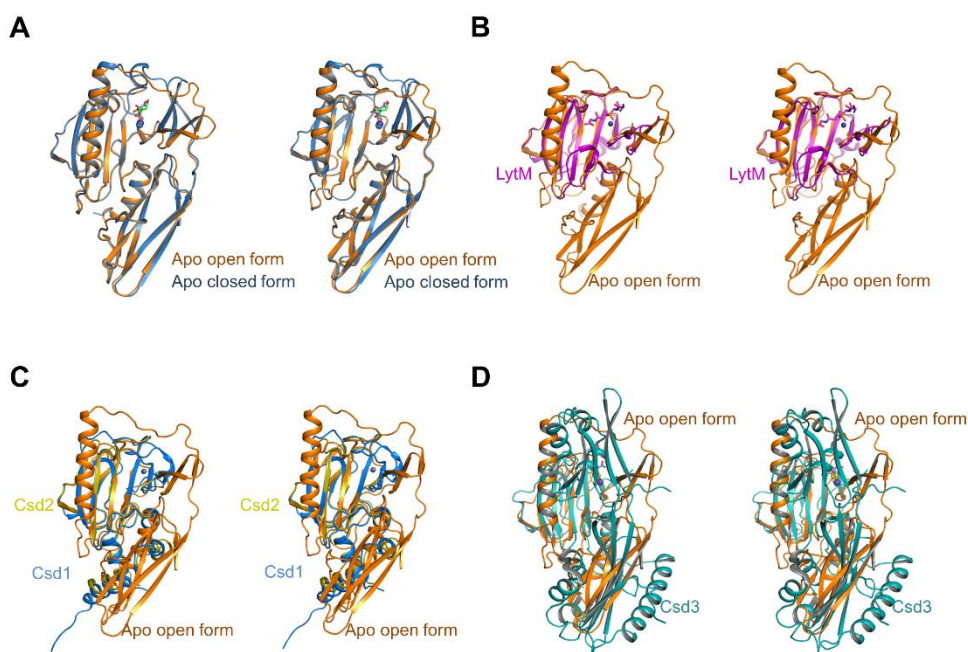 A
Apo open form
Apo closed form
Apo open form
Apo closed form
B
LytM
Apo open form
LytM
Apo open form
C
Csd2
Csd1
Apo open form
Csd2
Csd1
Apo open form
D
Apo open form
Csd3
Apo open form
Csd3